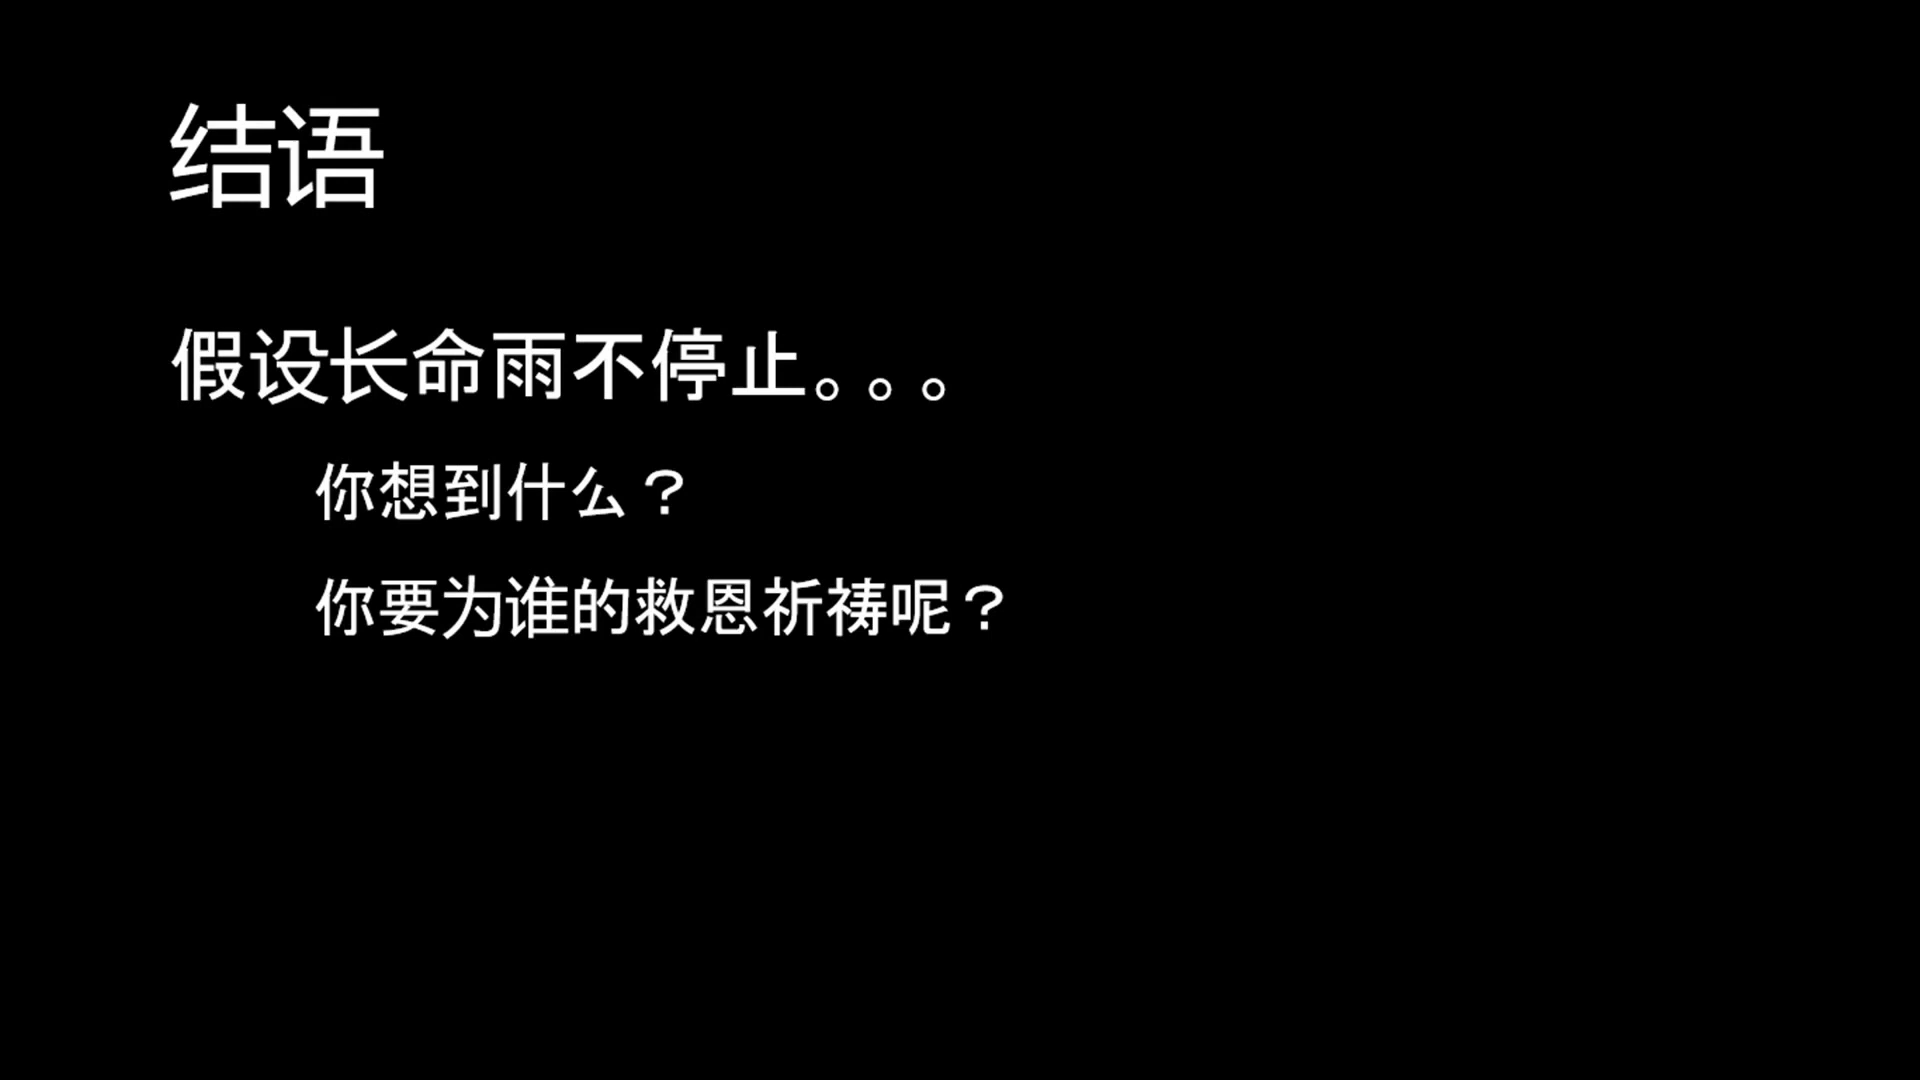 结语
假设长命雨不停止。。。
你想到什么？
你要为谁的救恩祈祷呢？